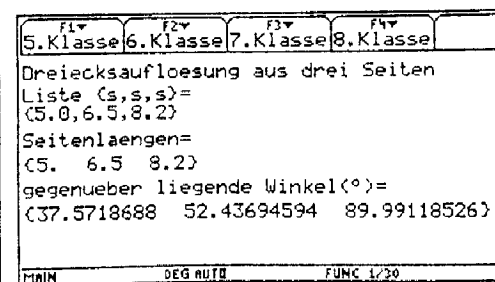 F1▼ F2▼ F3▼ F4▼
5.Klasse 6.Klasse 7.Klasse 8.Klasse
Dreiecksaufloesung aus drei Seiten
Liste {s,s,s}=
{5.0,6.5,8.2}
Seitenlaengen=
{5. 6.5 8.2}
gegenueber liegende Winkel(°)=
{37.5718688 52.43694594 89.99118526}
MAIN DEG AUTO FUNC 1/30